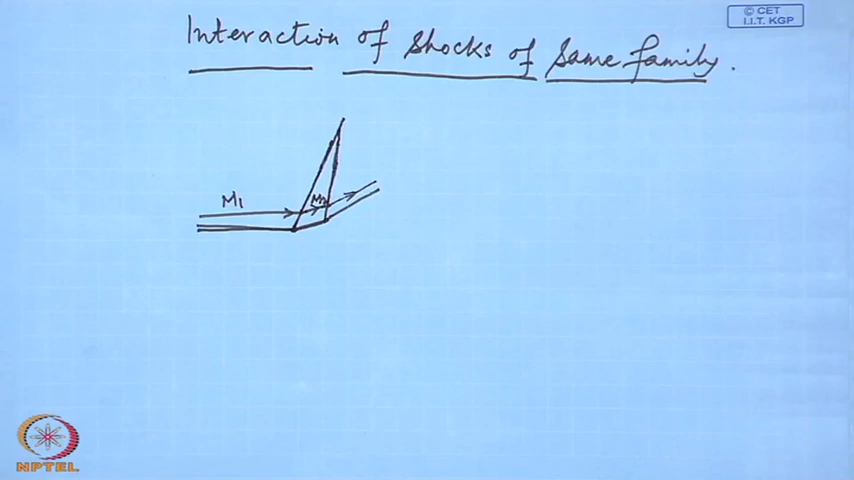 © CET
I.I.T. KGP
Interaction of Shocks of Same family.
M1
M2
NPTEL